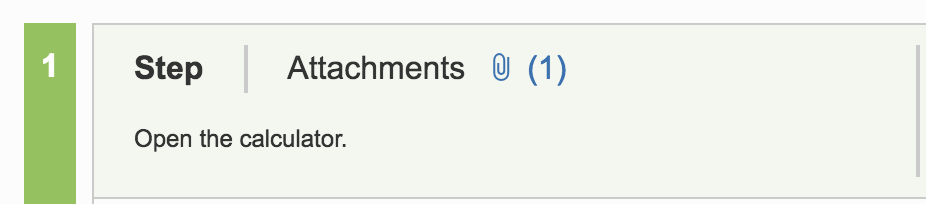 1
Step Attachments (1)
Open the calculator.